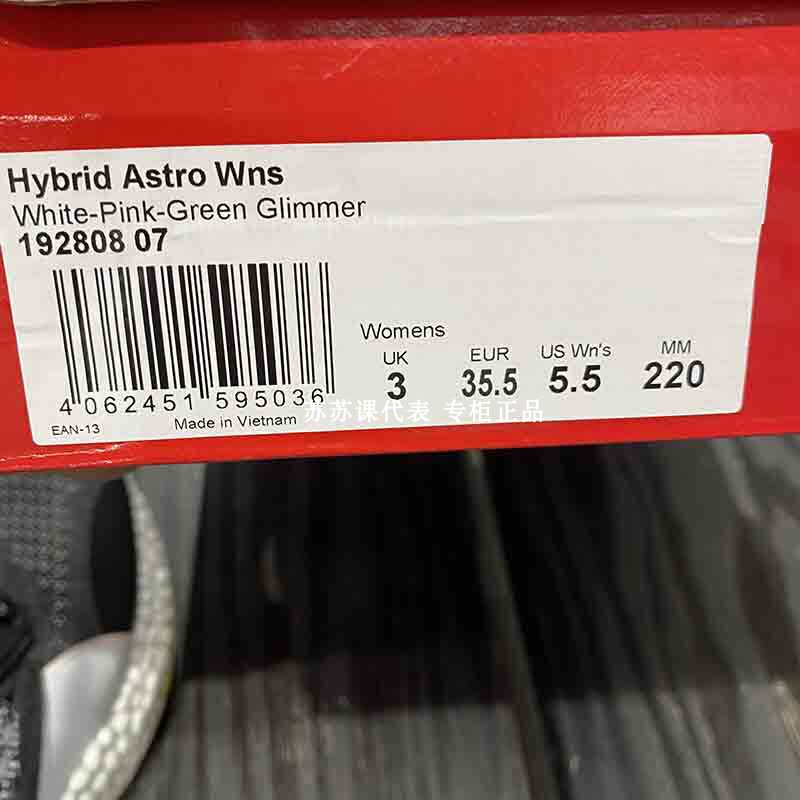 Hybrid Astro Wns
White-Pink-Green Glimmer
192808 07
Womens
UK EUR US Wn's MM
3 35.5 5.5 220
4 062451 595036
苏苏课代表 专柜正品
EAN-13 Made in Vietnam